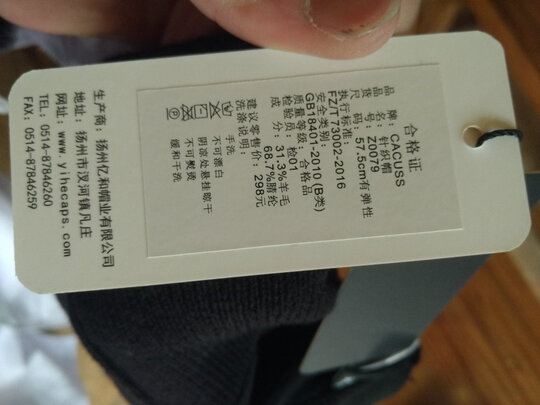 合格证
品牌：CACUSS
品名：针织帽
货号：Z0079
尺码：57.5cm有弹性
执行标准：
FZ/T73002-2016
安全类别：
GB18401-2010(B类)
质量等级：合格品
检验员：检01
成分：31.3%羊毛
68.7%腈纶
建议零售价：298元
洗涤说明：
手洗
不可漂白
阴凉处悬挂晾干
不可熨烫
缓和干洗
生产商：扬州亿和帽业有限公司
地址：扬州市汊河镇凡庄
网址：www.yihecaps.com
TEL：0514-87846260
FAX：0514-87846259